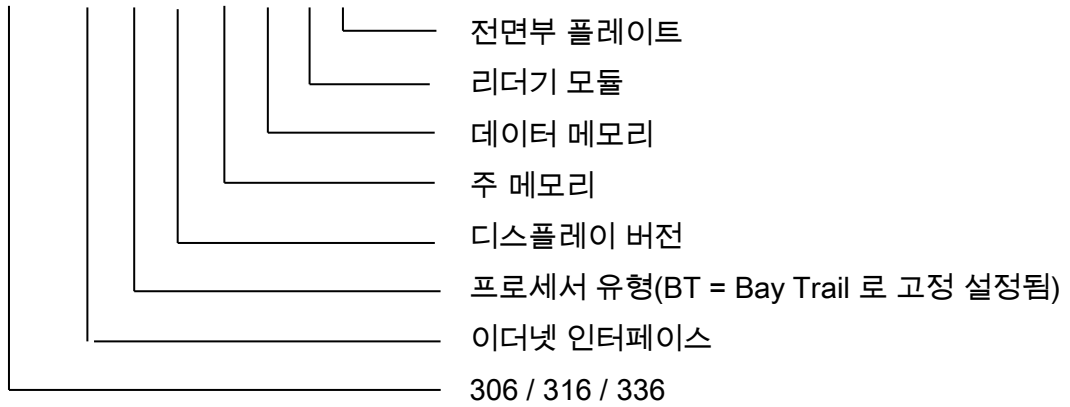 전면부 플레이트
리더기 모듈
데이터 메모리
주 메모리
디스플레이 버전
프로세서 유형(BT = Bay Trail 로 고정 설정됨)
이더넷 인터페이스
306 / 316 / 336